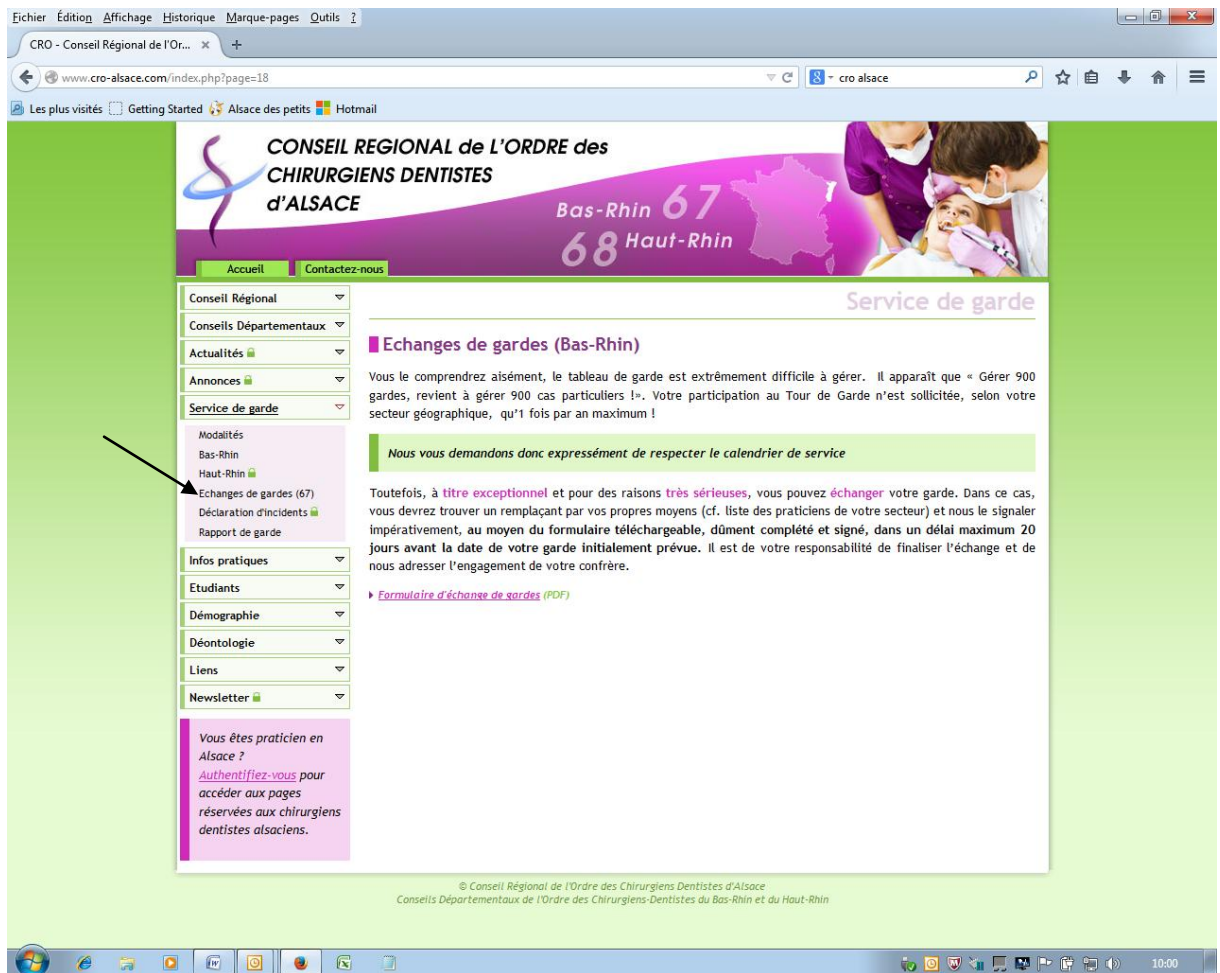 Fichier Édition Affichage Historique Marque-pages Outils ?
CRO - Conseil Régional de l'Or...
www.cro-alsace.com/index.php?page=18
cro alsace
Les plus visités Getting Started Alsace des petits Hotmail
CONSEIL REGIONAL de L'ORDRE des
CHIRURGIENS DENTISTES
d'ALSACE
Bas-Rhin 67
68 Haut-Rhin
Accueil Contactez-nous
Conseil Régional
Conseils Départementaux
Actualités
Annonces
Service de garde
Modalités
Bas-Rhin
Haut-Rhin
Echanges de gardes (67)
Déclaration d'incidents
Rapport de garde
Infos pratiques
Etudiants
Démographie
Déontologie
Liens
Newsletter
Vous êtes praticien en
Alsace ?
Authentifiez-vous pour
accéder aux pages
réservées aux chirurgiens
dentistes alsaciens.
Service de garde
Echanges de gardes (Bas-Rhin)
Vous le comprendrez aisément, le tableau de garde est extrêmement difficile à gérer. Il apparaît que « Gérer 900
gardes, revient à gérer 900 cas particuliers !». Votre participation au Tour de Garde n'est sollicitée, selon votre
secteur géographique, qu'1 fois par an maximum !
Nous vous demandons donc expressément de respecter le calendrier de service
Toutefois, à titre exceptionnel et pour des raisons très sérieuses, vous pouvez échanger votre garde. Dans ce cas,
vous devrez trouver un remplaçant par vos propres moyens (cf. liste des praticiens de votre secteur) et nous le signaler
impérativement, au moyen du formulaire téléchargeable, dûment complété et signé, dans un délai maximum 20
jours avant la date de votre garde initialement prévue. Il est de votre responsabilité de finaliser l'échange et de
nous adresser l'engagement de votre confrère.
Formulaire d'échange de gardes (PDF)
© Conseil Régional de l'Ordre des Chirurgiens Dentistes d'Alsace
Conseils Départementaux de l'Ordre des Chirurgiens-Dentistes du Bas-Rhin et du Haut-Rhin
10:00